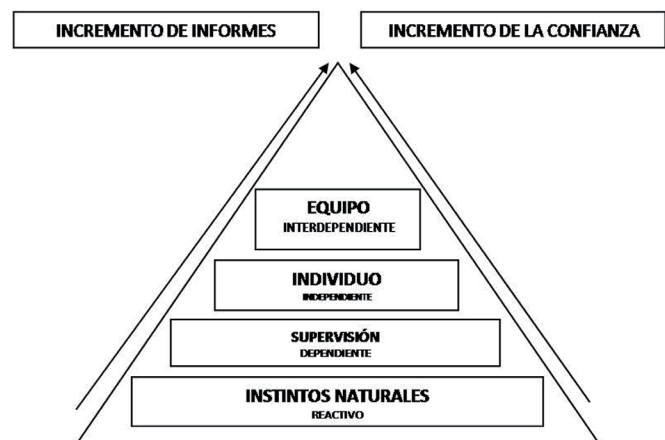 INCREMENTO DE INFORMES
INCREMENTO DE LA CONFIANZA
EQUIPO
INTERDEPENDIENTE
INDIVIDUO
INDEPENDIENTE
SUPERVISIÓN
DEPENDIENTE
INSTINTOS NATURALES
REACTIVO